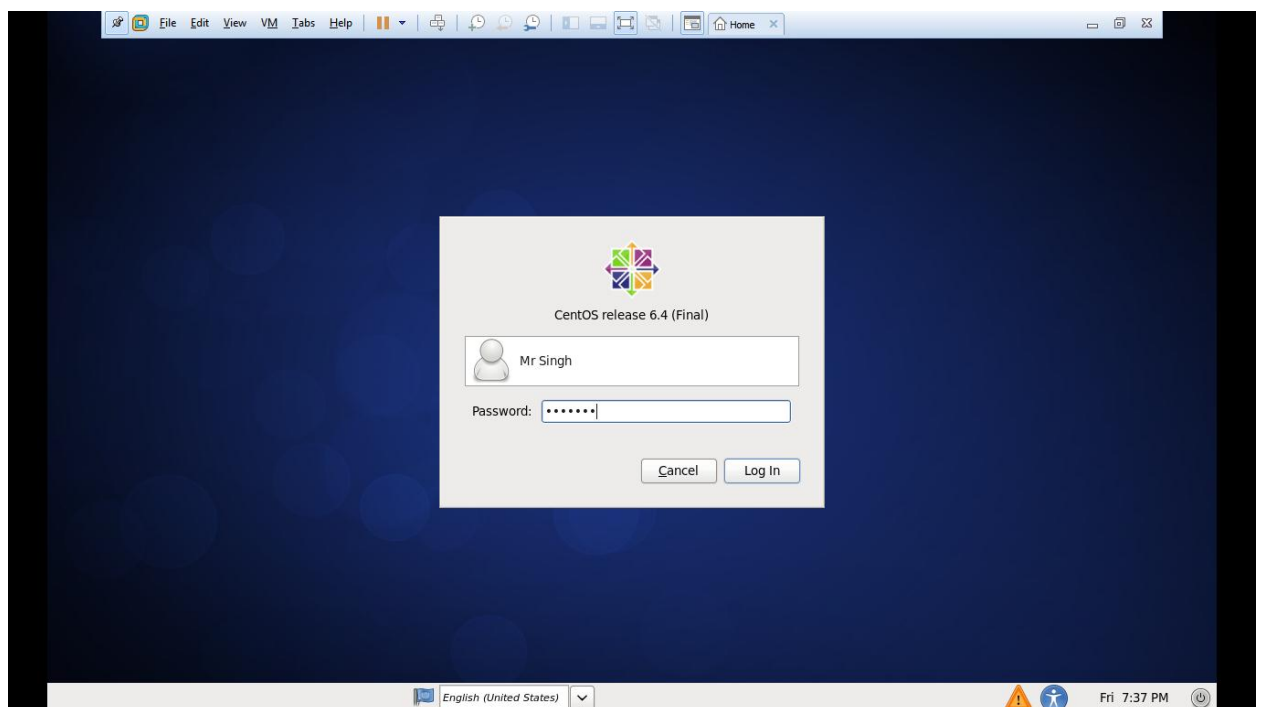 File Edit View VM Tabs Help Home
CentOS release 6.4 (Final)
Mr Singh
Password: •••••••
Cancel Log In
English (United States) Fri 7:37 PM